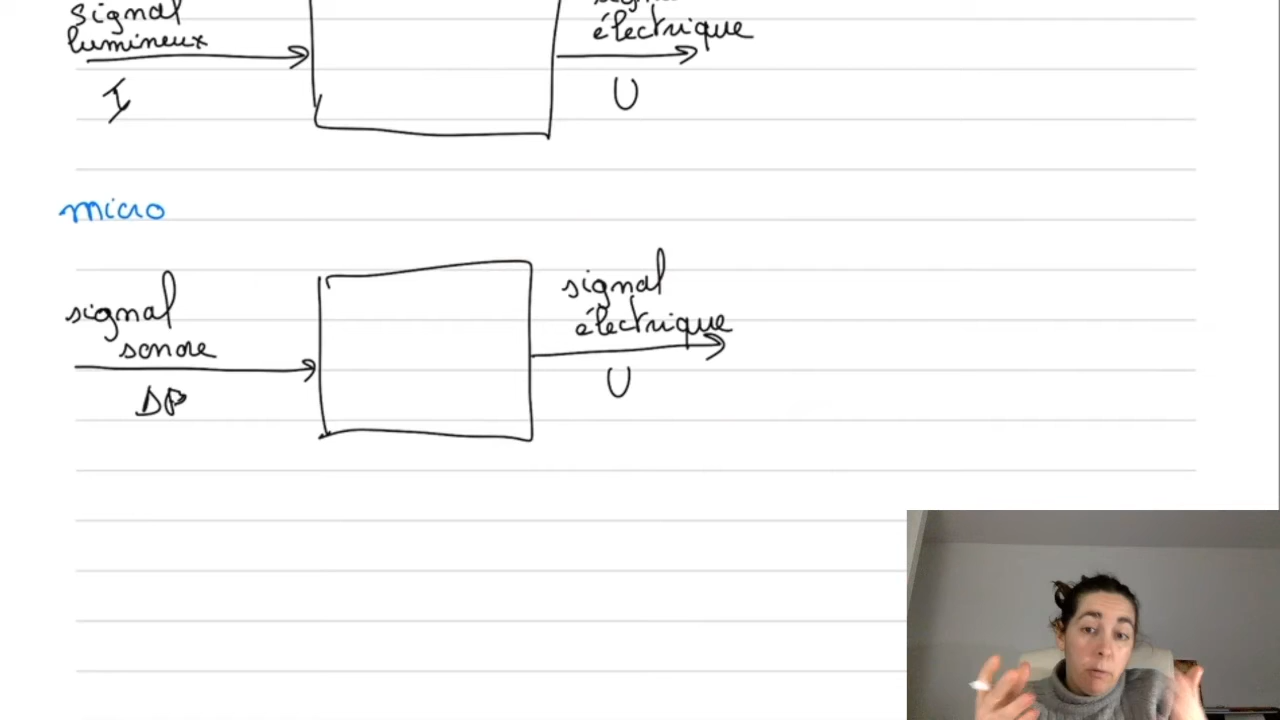 signal
lumineux
I
électrique
U
micro
signal
sonore
ΔP
signal
électrique
U